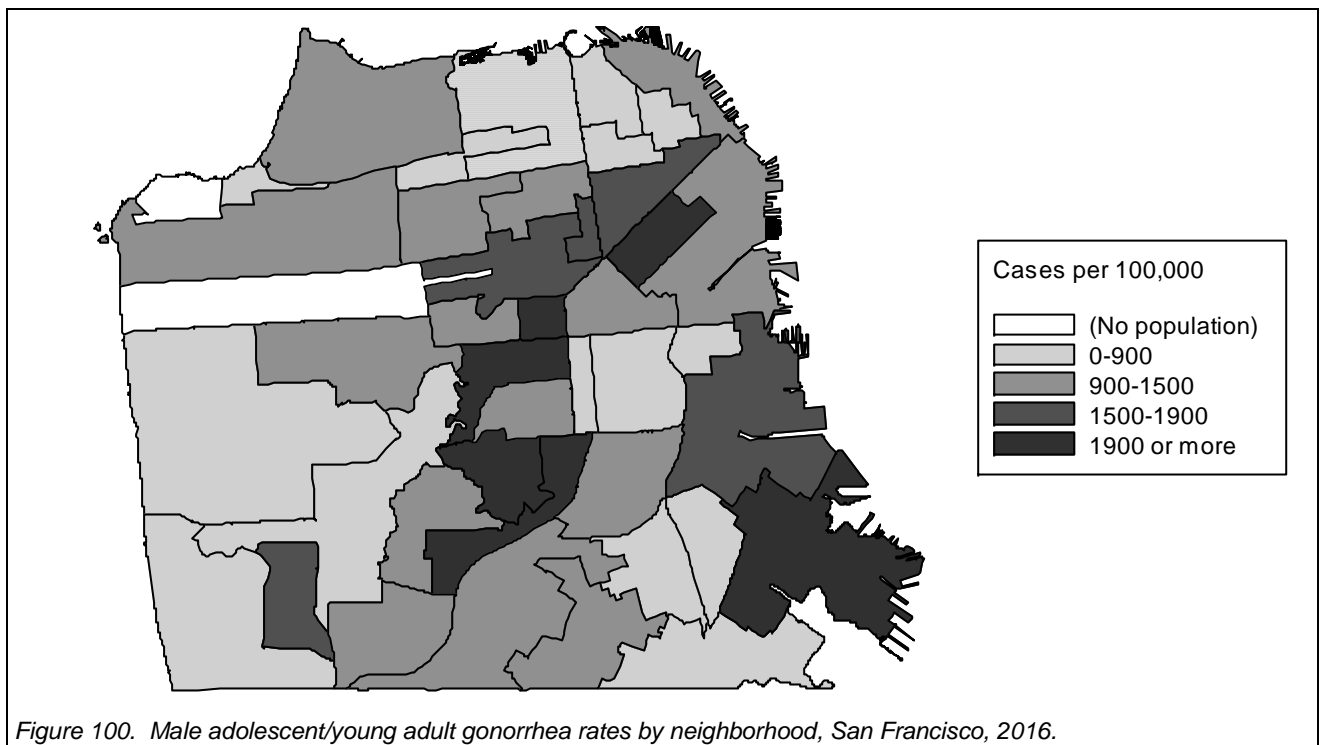 Cases per 100,000
(No population)
0-900
900-1500
1500-1900
1900 or more
Figure 100. Male adolescent/young adult gonorrhea rates by neighborhood, San Francisco, 2016.